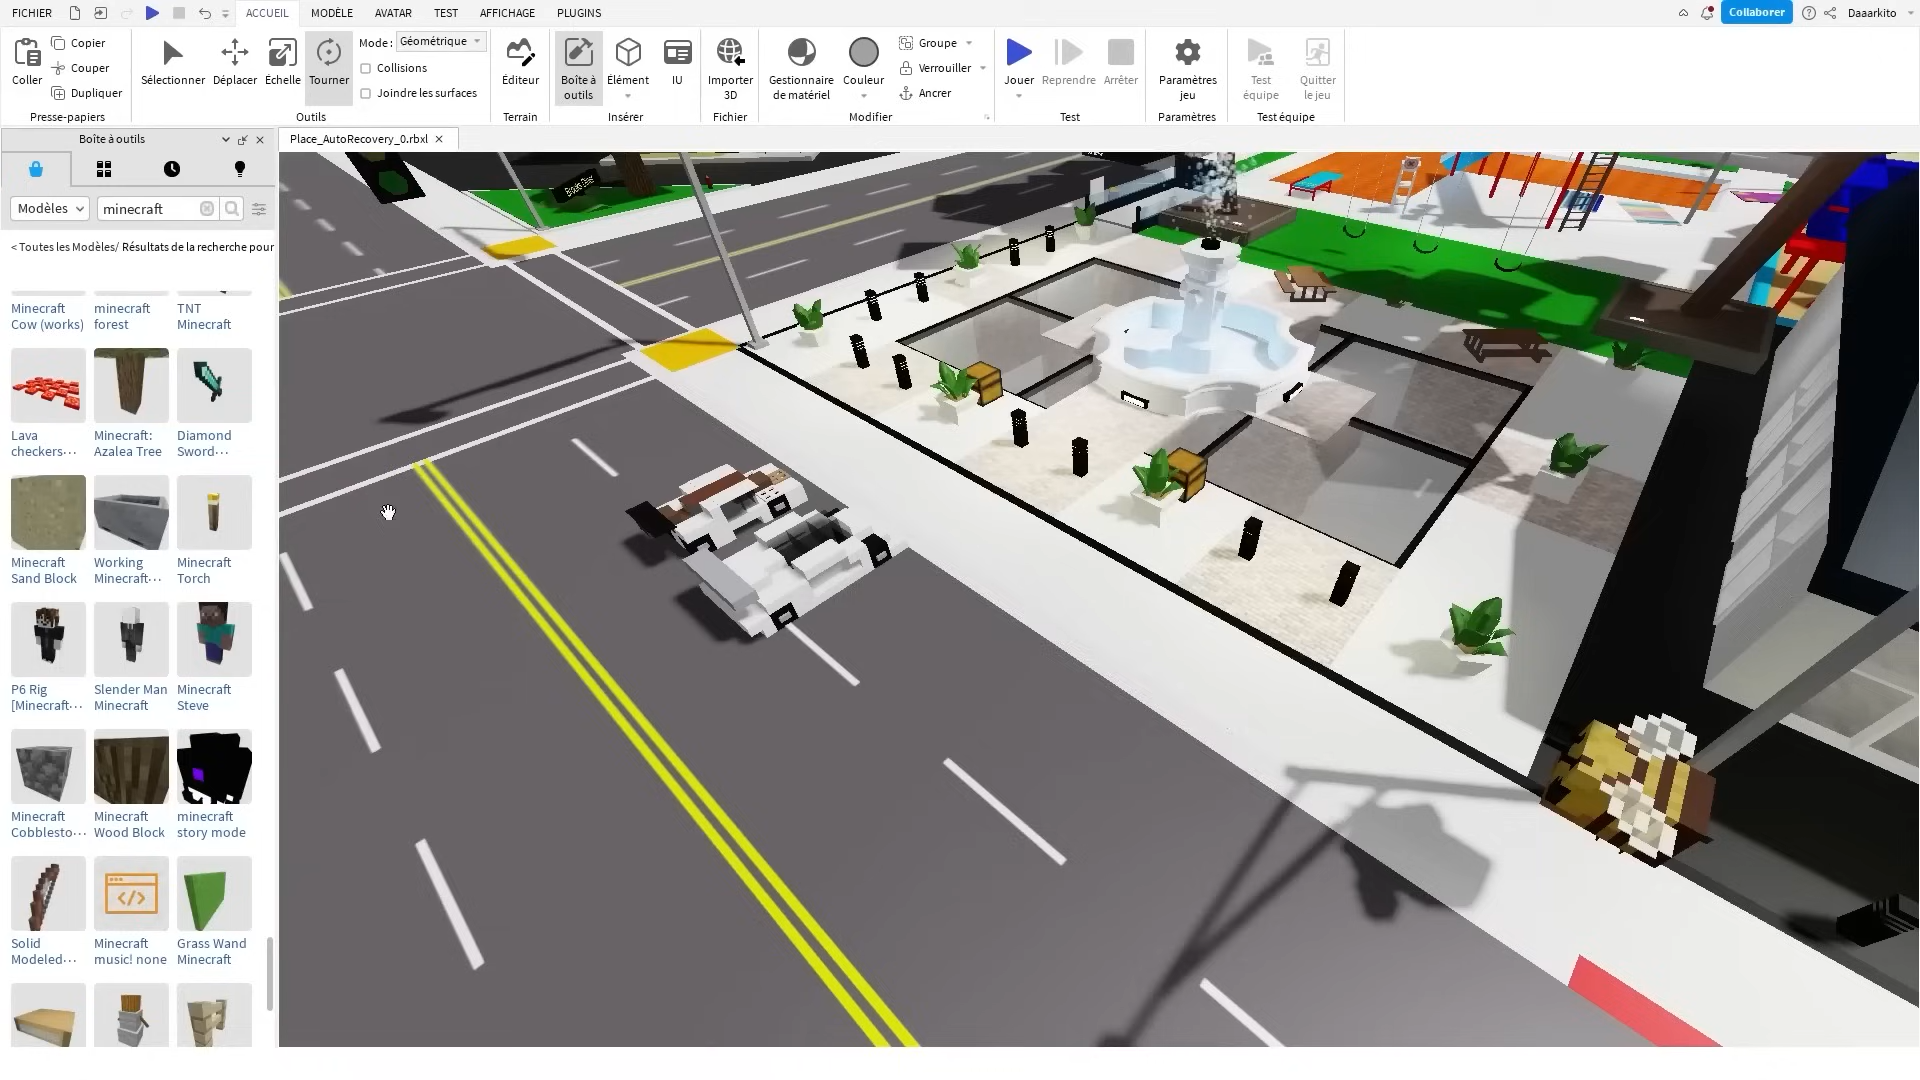 FICHIER
ACCUEIL
MODÈLE
AVATAR
TEST
AFFICHAGE
PLUGINS
Collaborer
Daaarkito
Coller
Copier
Couper
Dupliquer
Presse-papiers
Sélectionner
Déplacer
Échelle
Tourner
Mode :
Géométrique
Collisions
Joindre les surfaces
Outils
Éditeur
Terrain
Boîte à
outils
Élément
IU
Insérer
Importer
3D
Fichier
Gestionnaire
de matériel
Couleur
Groupe
Verrouiller
Ancrer
Modifier
Jouer
Reprendre
Arrêter
Test
Paramètres
jeu
Paramètres
Test
équipe
Quitter
le jeu
Test équipe
Boîte à outils
Place_AutoRecovery_0.rbxl
Modèles
minecraft
< Toutes les Modèles/ Résultats de la recherche pour
Minecraft
Cow (works)
minecraft
forest
TNT
Minecraft
Lava
checkers···
Minecraft:
Azalea Tree
Diamond
Sword···
Minecraft
Sand Block
Working
Minecraft···
Minecraft
Torch
P6 Rig
[Minecraft···
Slender Man
Minecraft
Minecraft
Steve
Minecraft
Cobblesto···
Minecraft
Wood Block
minecraft
story mode
Solid
Modeled···
Minecraft
music! none
Grass Wand
Minecraft